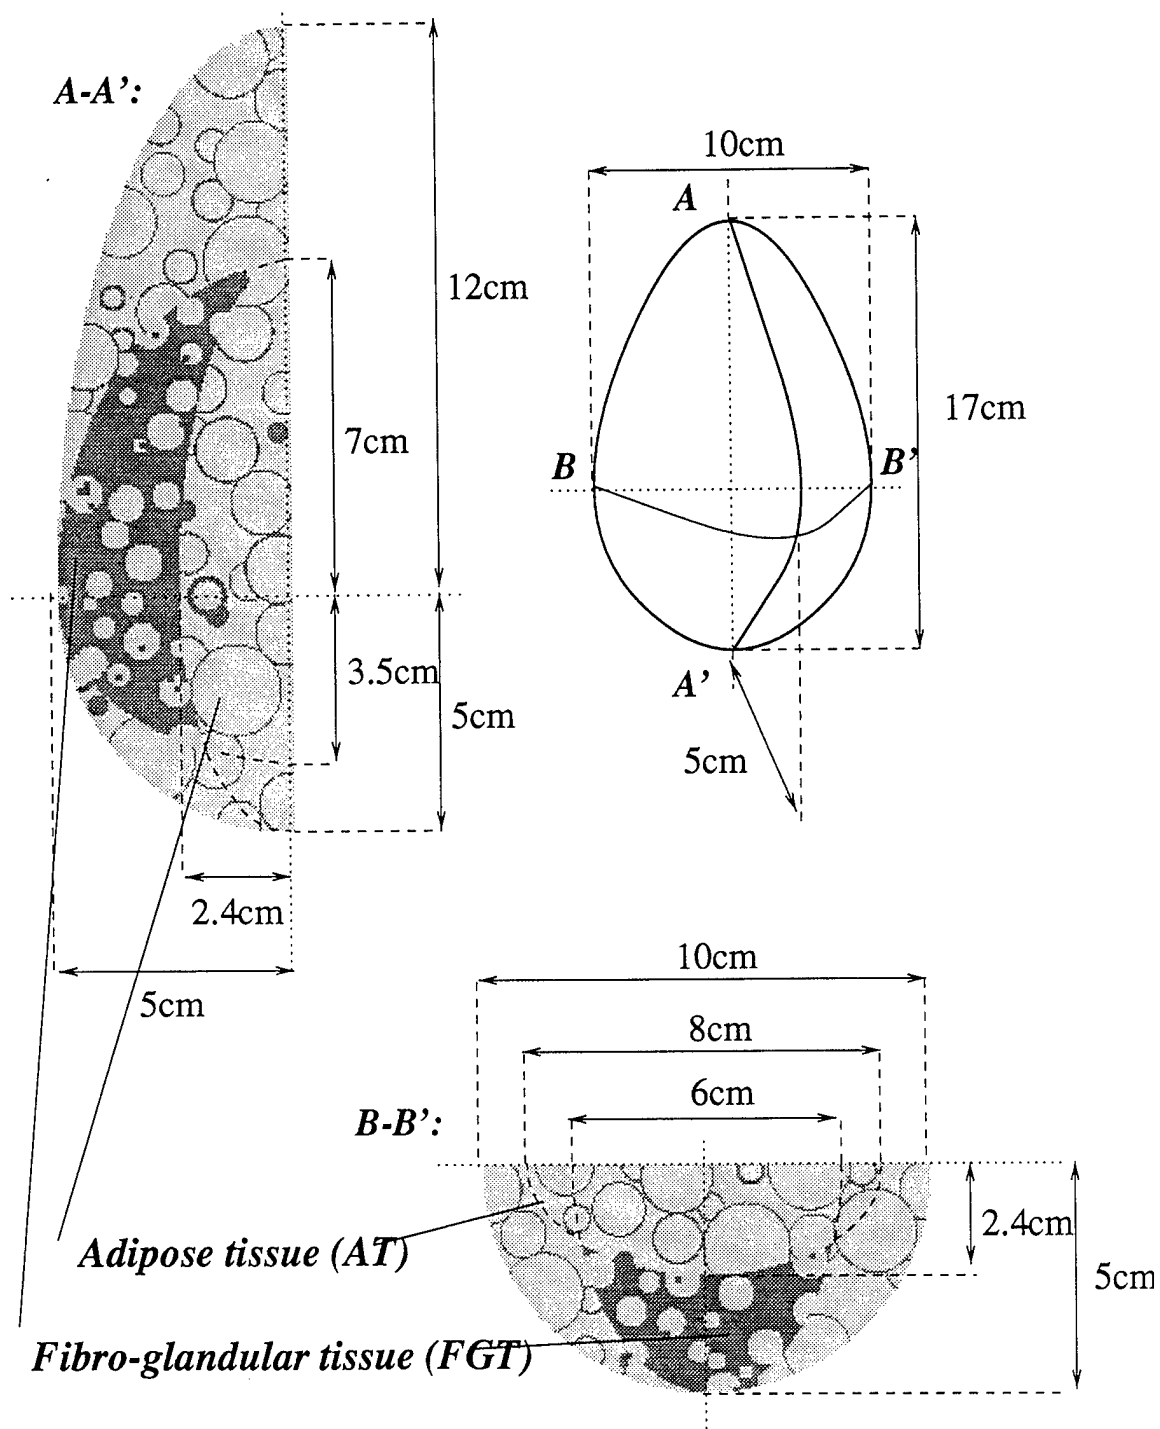 A-A':
10cm
A
12cm
17cm
7cm
B
B'
3.5cm
A'
5cm
5cm
2.4cm
10cm
5cm
8cm
6cm
B-B':
2.4cm
Adipose tissue (AT)
5cm
Fibro-glandular tissue (FGT)